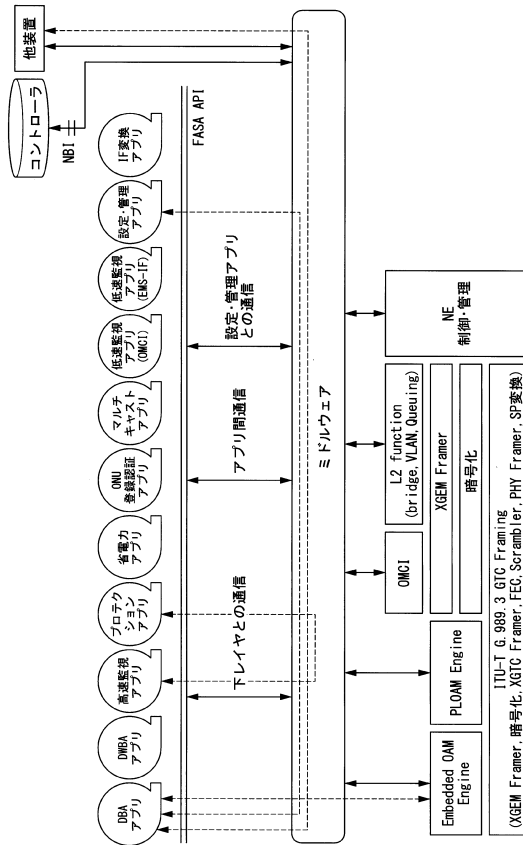 コントローラ
他装置
NBI
DBA
アプリ
DWBA
アプリ
高速監視
アプリ
プロテク
ション
アプリ
省電力
アプリ
ONU
登録認証
アプリ
マルチ
キャスト
アプリ
低速監視
アプリ
(OMCI)
低速監視
アプリ
(EMS-IF)
設定・管理
アプリ
IF変換
アプリ
FASA API
下レイヤとの通信
アプリ間通信
設定・管理アプリ
との通信
ミドルウェア
Embedded OAM
Engine
PLOAM Engine
OMCI
L2 function
(bridge, VLAN, Queuing)
NE
制御・管理
XGEM Framer
暗号化
ITU-T G.989.3 GTC Framing
(XGEM Framer, 暗号化, XGTC Framer, FEC, Scrambler, PHY Framer, SP変換)